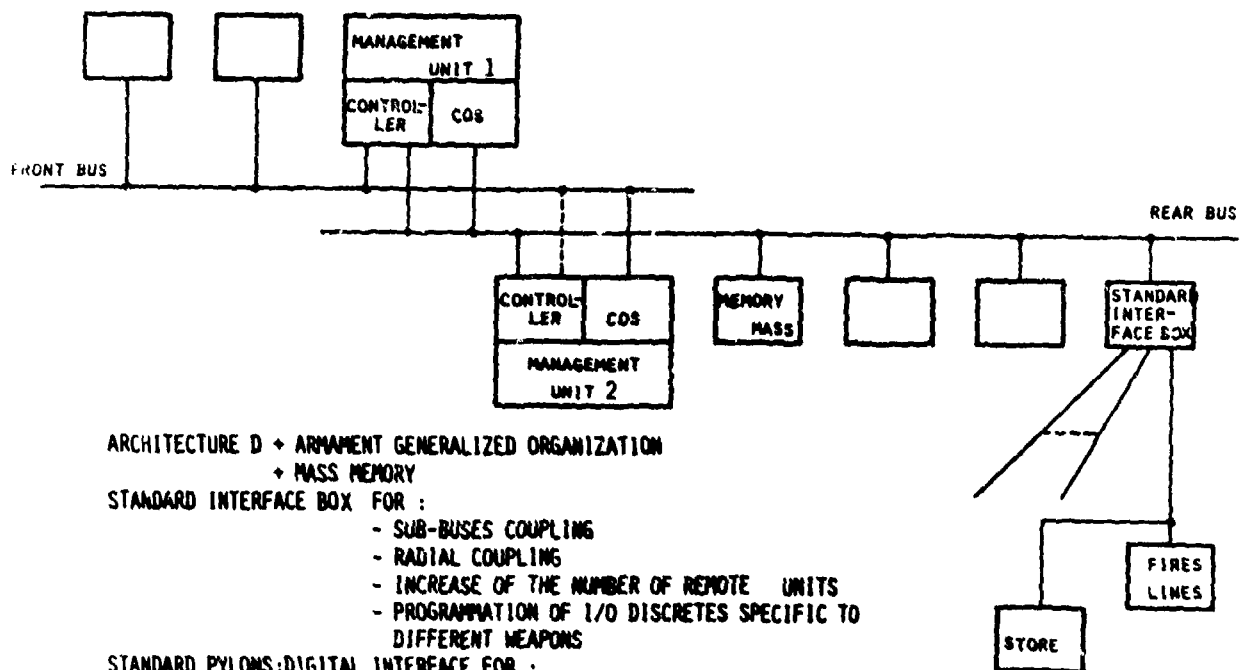 MANAGEMENT
UNIT 1
CONTROL-
LER
COS
FRONT BUS
REAR BUS
CONTROL-
LER
COS
MANAGEMENT
UNIT 2
MEMORY
MASS
STANDARD
INTER-
FACE BOX
ARCHITECTURE D + ARMAMENT GENERALIZED ORGANIZATION
+ MASS MEMORY
STANDARD INTERFACE BOX FOR :
- SUB-BUSES COUPLING
- RADIAL COUPLING
- INCREASE OF THE NUMBER OF REMOTE UNITS
- PROGRAMMATION OF I/O DISCRETES SPECIFIC TO
DIFFERENT WEAPONS
FIRES
LINES
STORE
STANDARD PYLONS:DIGITAL INTERFACE FOR :